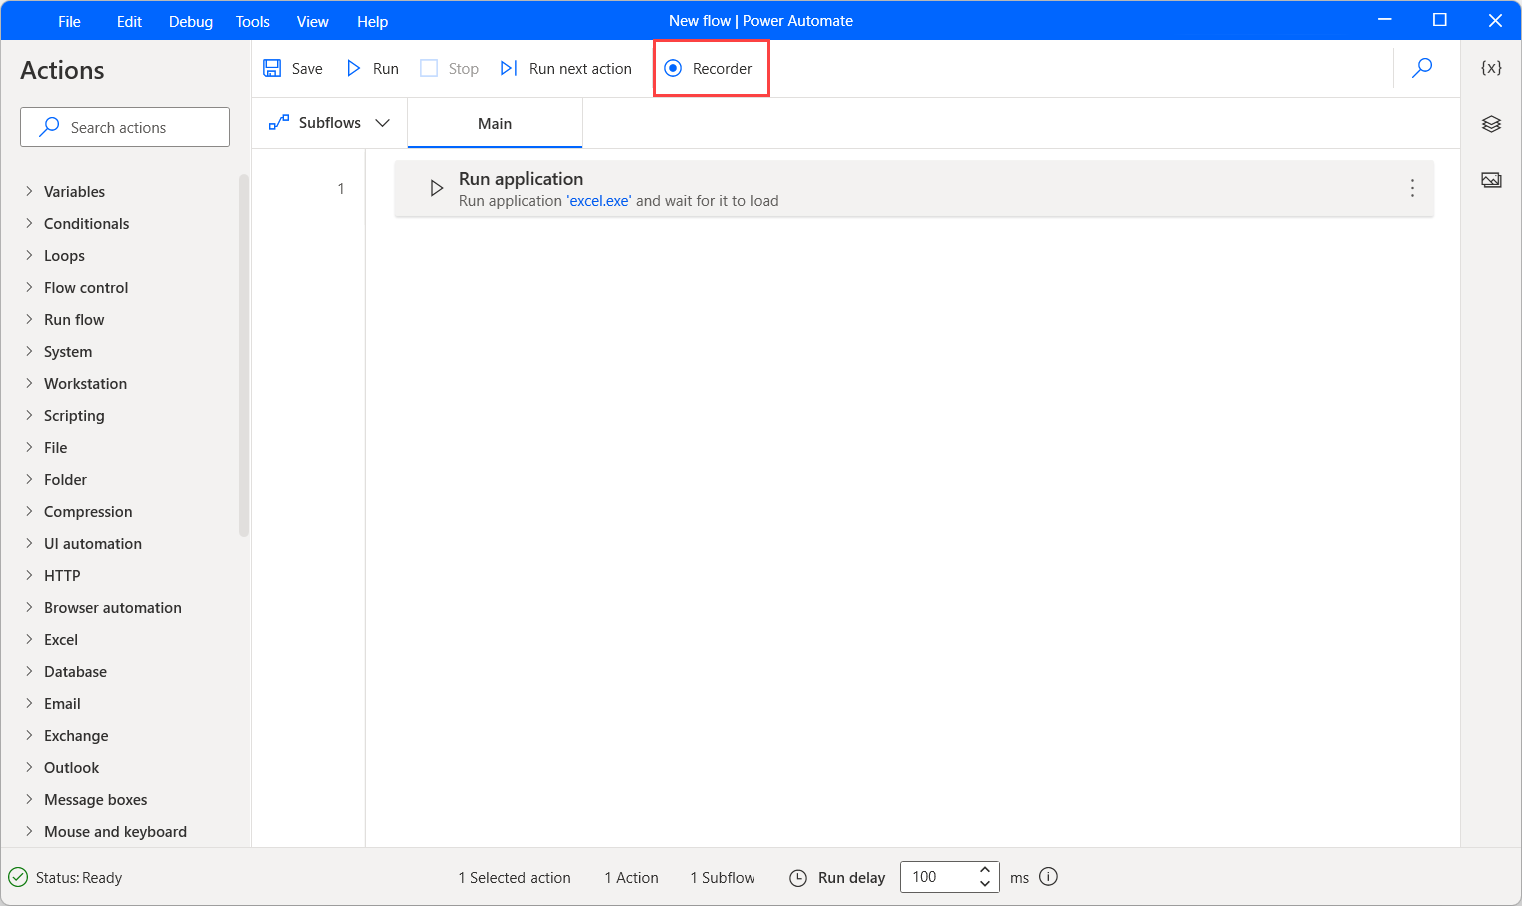 File Edit Debug Tools View Help New flow | Power Automate
Actions
Save Run Stop Run next action Recorder
{x}
Search actions
Subflows Main
1
Run application
Run application 'excel.exe' and wait for it to load
Variables
Conditionals
Loops
Flow control
Run flow
System
Workstation
Scripting
File
Folder
Compression
UI automation
HTTP
Browser automation
Excel
Database
Email
Exchange
Outlook
Message boxes
Mouse and keyboard
Status: Ready 1 Selected action 1 Action 1 Subflow Run delay 100 ms